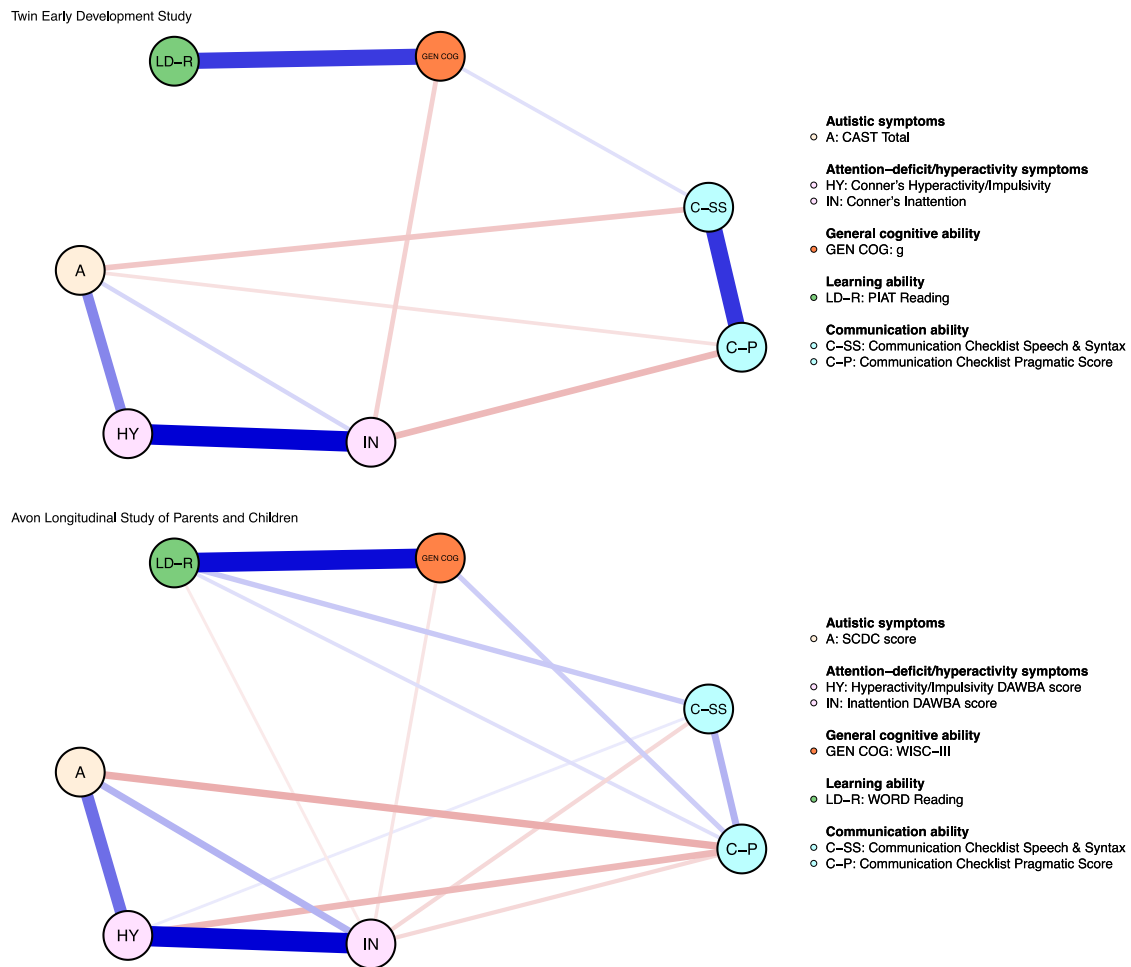 Twin Early Development Study
LD−R
GEN COG
C−SS
A
C−P
HY
IN
Autistic symptoms
A: CAST Total
Attention−deficit/hyperactivity symptoms
HY: Conner's Hyperactivity/Impulsivity
IN: Conner's Inattention
General cognitive ability
GEN COG: g
Learning ability
LD−R: PIAT Reading
Communication ability
C−SS: Communication Checklist Speech & Syntax
C−P: Communication Checklist Pragmatic Score
Avon Longitudinal Study of Parents and Children
LD−R
GEN COG
C−SS
A
C−P
HY
IN
Autistic symptoms
A: SCDC score
Attention−deficit/hyperactivity symptoms
HY: Hyperactivity/Impulsivity DAWBA score
IN: Inattention DAWBA score
General cognitive ability
GEN COG: WISC−III
Learning ability
LD−R: WORD Reading
Communication ability
C−SS: Communication Checklist Speech & Syntax
C−P: Communication Checklist Pragmatic Score